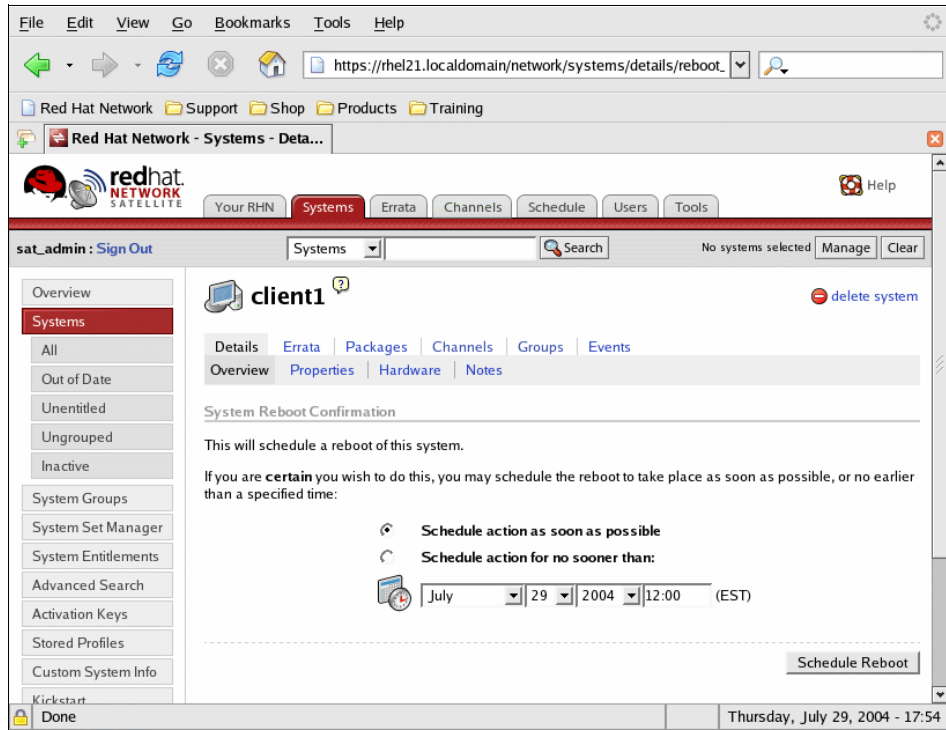 File Edit View Go Bookmarks Tools Help
https://rhel21.localdomain/network/systems/details/reboot_
Red Hat Network Support Shop Products Training
Red Hat Network - Systems - Deta...
redhat.
NETWORK
SATELLITE
Help
Your RHN Systems Errata Channels Schedule Users Tools
sat_admin : Sign Out Systems Search No systems selected Manage Clear
Overview
Systems
All
Out of Date
Unentitled
Ungrouped
Inactive
System Groups
System Set Manager
System Entitlements
Advanced Search
Activation Keys
Stored Profiles
Custom System Info
Kickstart
client1 ? delete system
Details Errata Packages Channels Groups Events
Overview Properties Hardware Notes
System Reboot Confirmation
This will schedule a reboot of this system.
If you are certain you wish to do this, you may schedule the reboot to take place as soon as possible, or no earlier
than a specified time:
Schedule action as soon as possible
Schedule action for no sooner than:
July 29 2004 12:00 (EST)
Schedule Reboot
Done Thursday, July 29, 2004 - 17:54